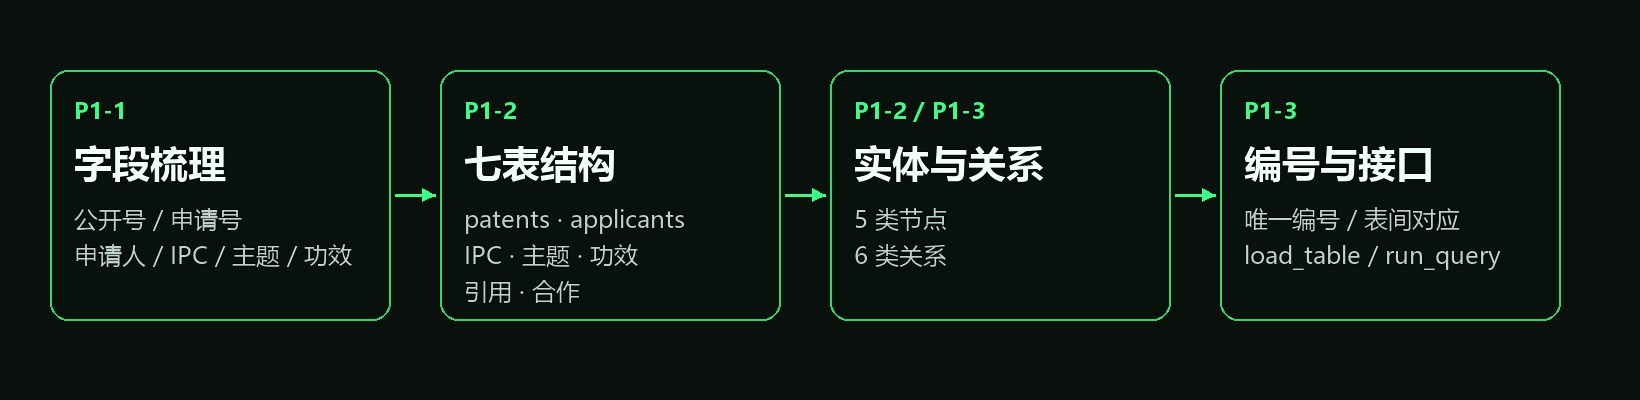 P1-1
字段梳理
公开号 / 申请号
申请人 / IPC / 主题 / 功效
P1-2
七表结构
patents · applicants
IPC · 主题 · 功效
引用 · 合作
P1-2 / P1-3
实体与关系
5 类节点
6 类关系
P1-3
编号与接口
唯一编号 / 表间对应
load_table / run_query